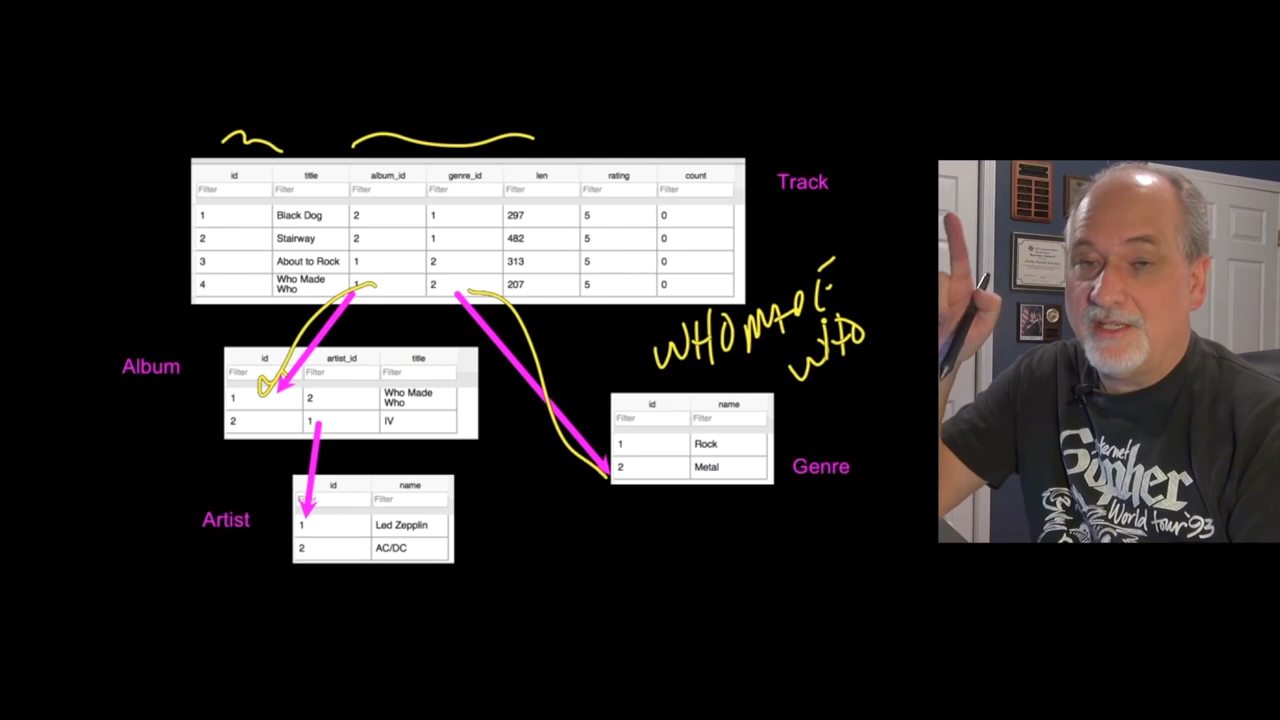 id title album_id genre_id len rating count
Filter Filter Filter Filter Filter Filter Filter
Track
1 Black Dog 2 1 297 5 0
2 Stairway 2 1 482 5 0
3 About to Rock 1 2 313 5 0
4 Who Made Who 1 2 207 5 0
WHO MADE
WHO
Album
id artist_id title
Filter Filter Filter
1 2 Who Made Who
2 1 IV
id name
Filter Filter
1 Rock
2 Metal
Genre
Artist
id name
Filter Filter
1 Led Zepplin
2 AC/DC
Internet
Gopher
World tour '93